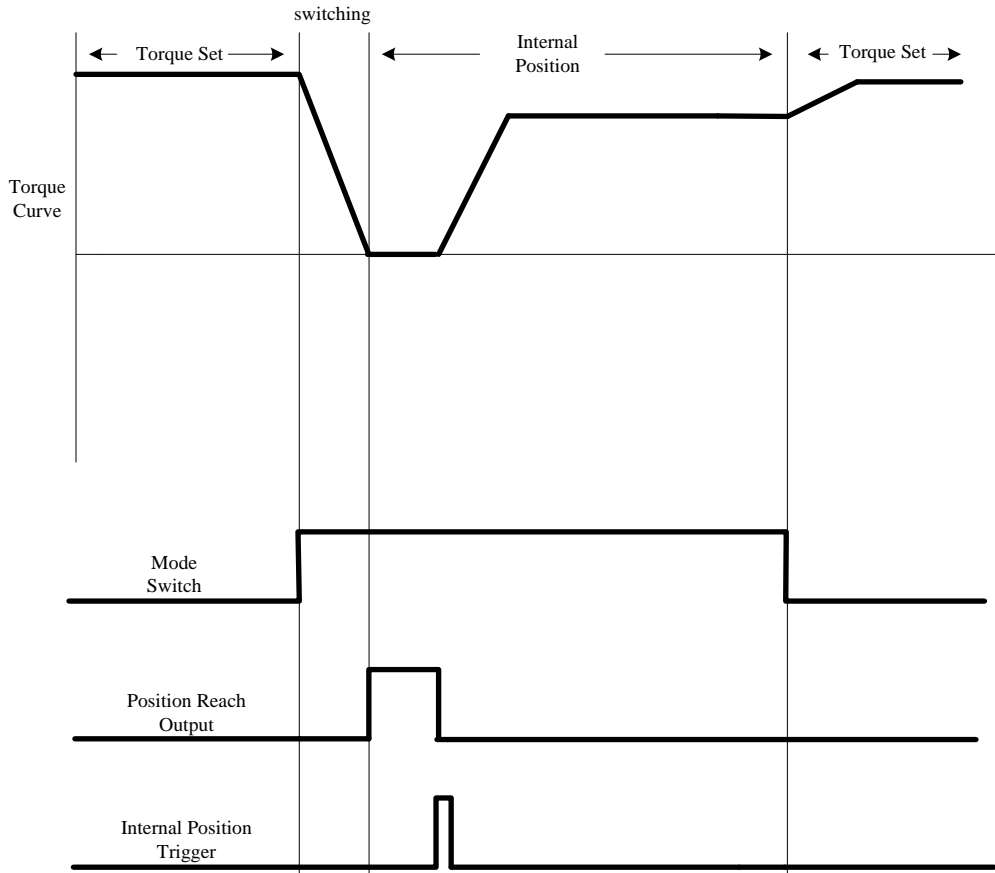 switching
Torque Set
Internal
Position
Torque Set
Torque
Curve
Mode
Switch
Position Reach
Output
Internal Position
Trigger